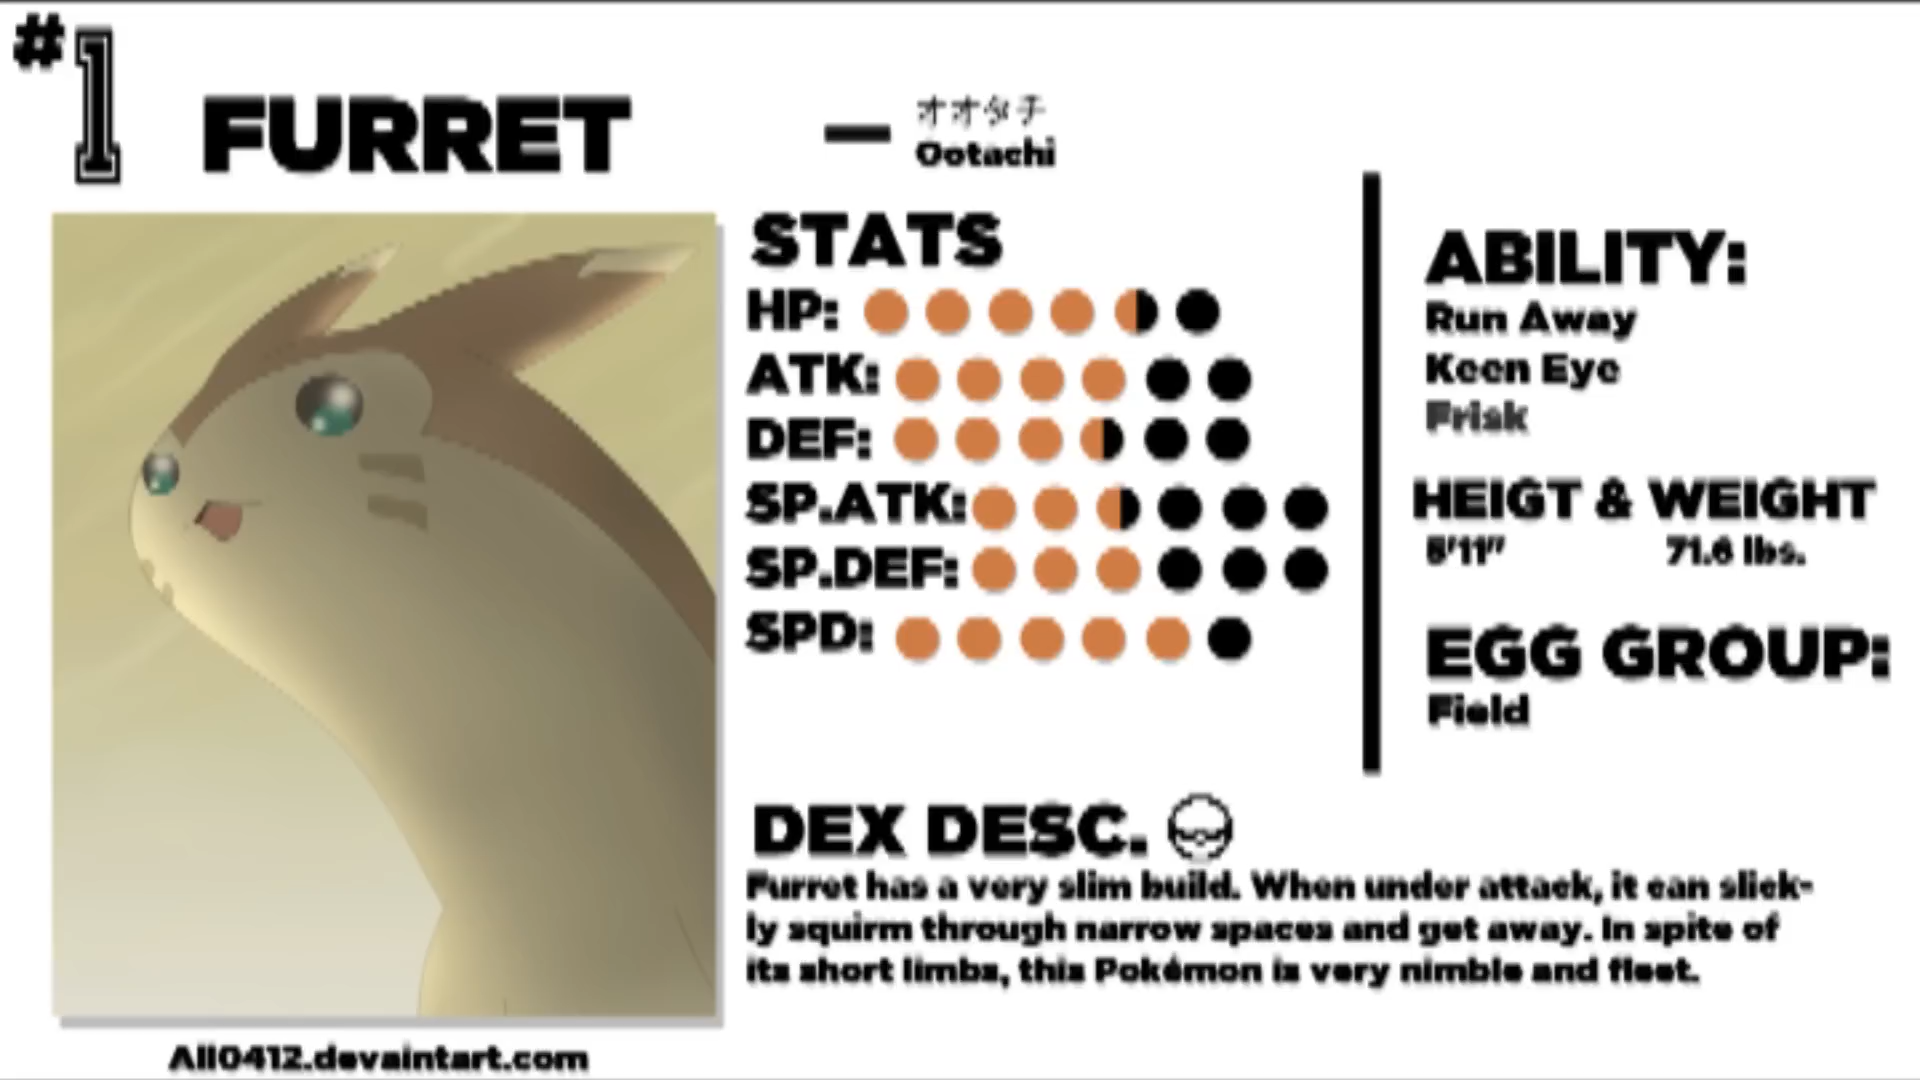 #1
FURRET
— オオタチ
Ootachi
STATS
HP:
ATK:
DEF:
SP.ATK:
SP.DEF:
SPD:
ABILITY:
Run Away
Keen Eye
Frisk
HEIGT & WEIGHT
5'11" 71.6 lbs.
EGG GROUP:
Field
DEX DESC.
Furret has a very slim build. When under attack, it can slick-
ly squirm through narrow spaces and get away. In spite of
its short limbs, this Pokémon is very nimble and fleet.
All0412.devaintart.com